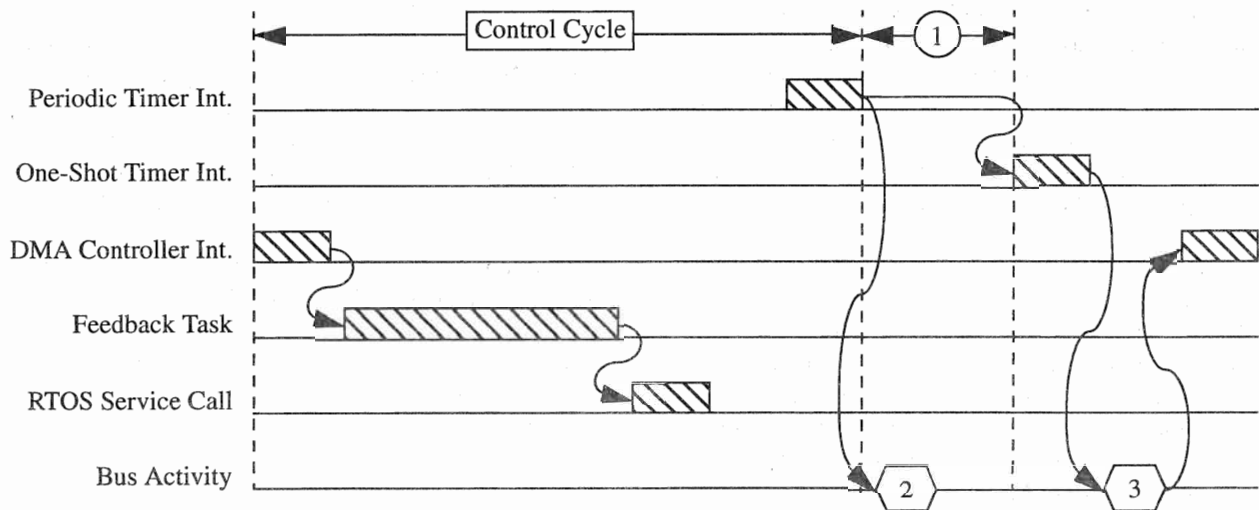 Control Cycle
1
Periodic Timer Int.
One-Shot Timer Int.
DMA Controller Int.
Feedback Task
RTOS Service Call
Bus Activity
2
3